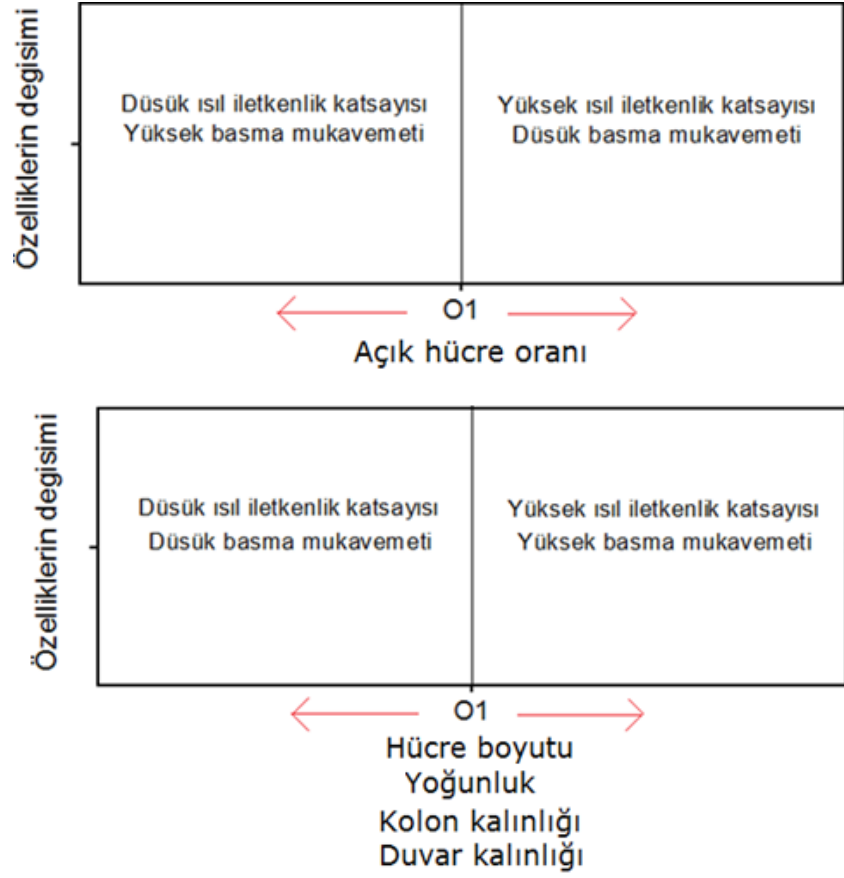 Özelliklerin degisimi
Düsük ısıl iletkenlik katsayısı
Yüksek basma mukavemeti
Yüksek ısıl iletkenlik katsayısı
Düsük basma mukavemeti
O1
Açık hücre oranı
Özelliklerin degisimi
Düsük ısıl iletkenlik katsayısı
Düsük basma mukavemeti
Yüksek ısıl iletkenlik katsayısı
Yüksek basma mukavemeti
O1
Hücre boyutu
Yoğunluk
Kolon kalınlığı
Duvar kalınlığı